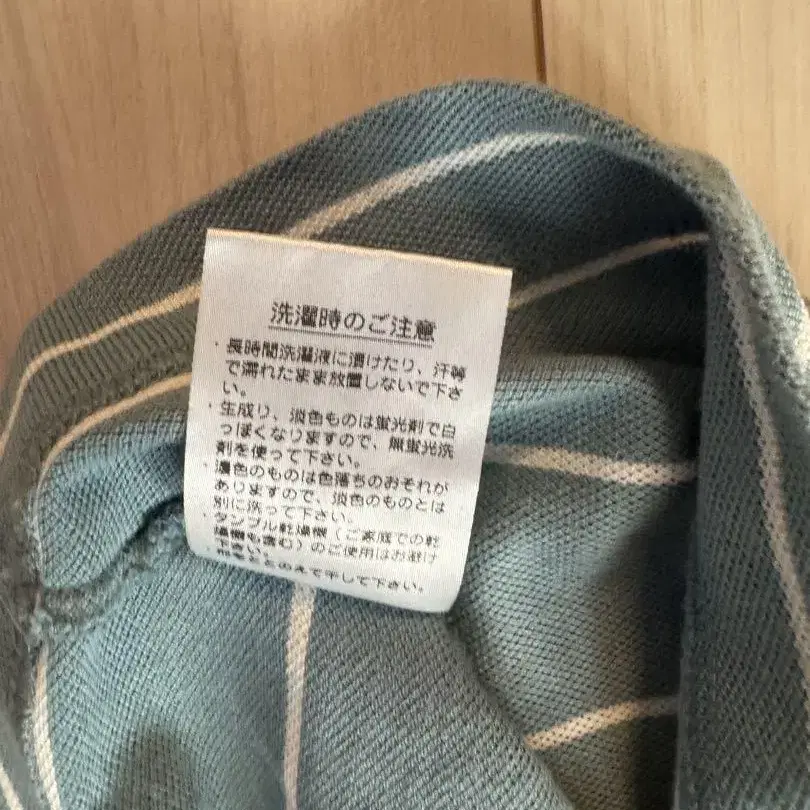 洗濯時のご注意
・長時間洗濯液に漬けたり、汗等
で濡れたまま放置しないで下さ
い。
・生成り、淡色ものは蛍光剤で白
っぽくなりますので、無蛍光洗
剤を使って下さい。
・濃色のものは色落ちのおそれが
ありますので、淡色のものとは
別に洗って下さい。
・タンブル乾燥機（ご家庭での乾
燥機も含む）のご使用はお避け
下さい。
て干して下さい。